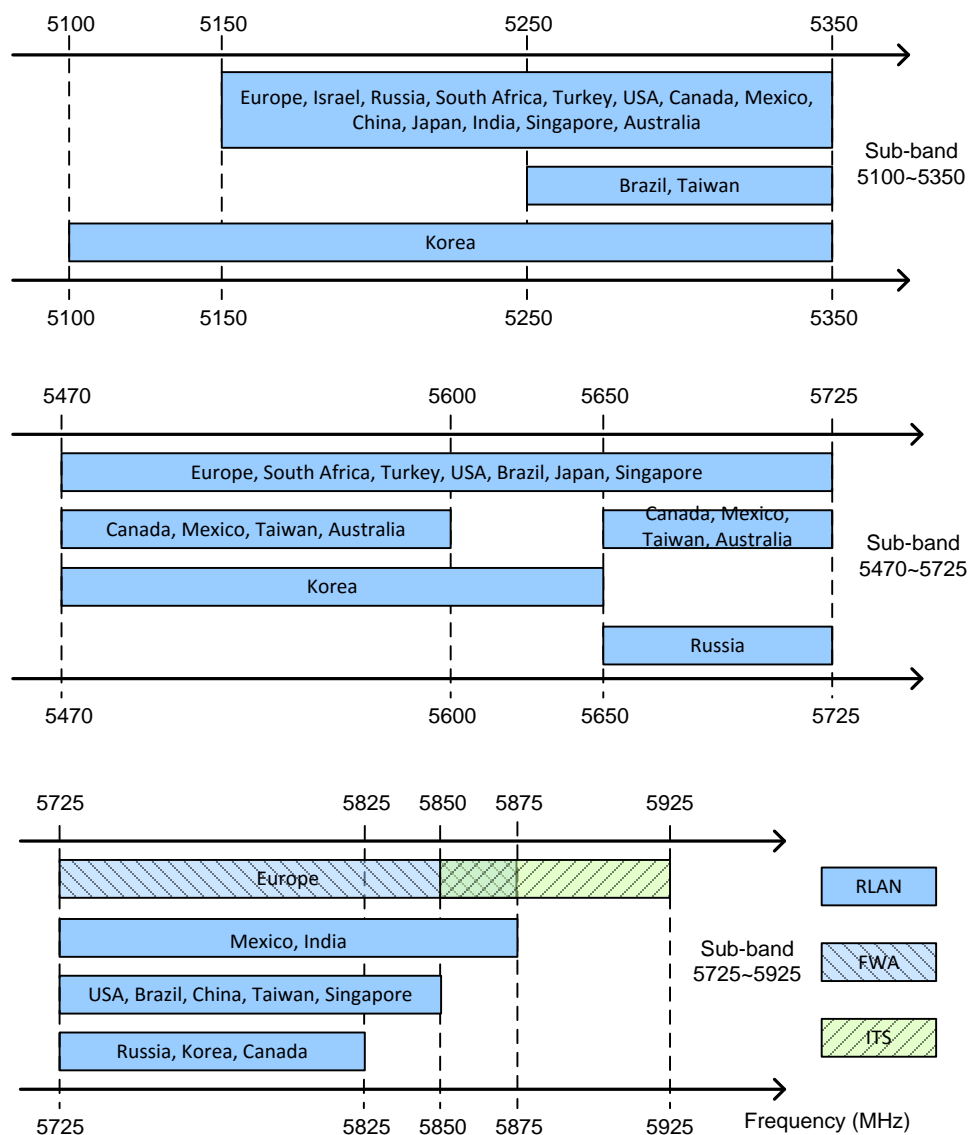 5100 5150 5250 5350
Europe, Israel, Russia, South Africa, Turkey, USA, Canada, Mexico,
China, Japan, India, Singapore, Australia
Sub-band
5100~5350
Brazil, Taiwan
Korea
5100 5150 5250 5350
5470 5600 5650 5725
Europe, South Africa, Turkey, USA, Brazil, Japan, Singapore
Canada, Mexico, Taiwan, Australia
Canada, Mexico,
Taiwan, Australia
Sub-band
5470~5725
Korea
Russia
5470 5600 5650 5725
5725 5825 5850 5875 5925
Europe
RLAN
Mexico, India
Sub-band
5725~5925
FWA
USA, Brazil, China, Taiwan, Singapore
Russia, Korea, Canada
ITS
5725 5825 5850 5875 5925
Frequency (MHz)